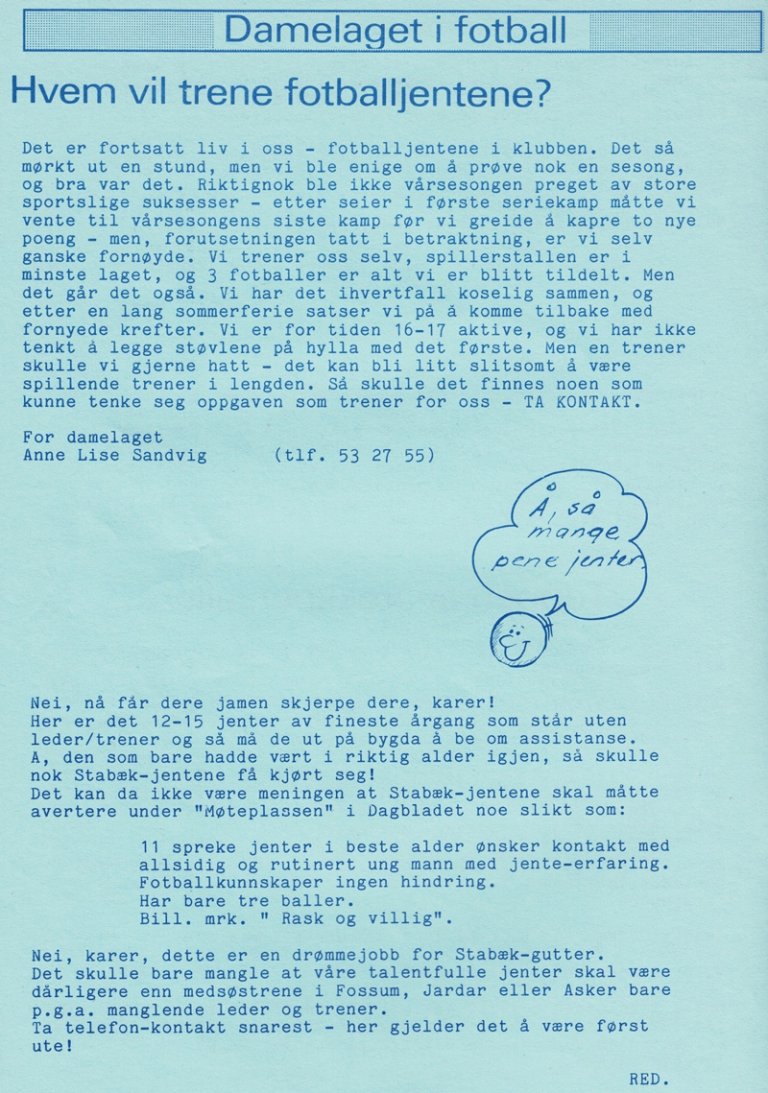 Damelaget i fotball
Hvem vil trene fotballjentene?
Det er fortsatt liv i oss - fotballjentene i klubben. Det så
mørkt ut en stund, men vi ble enige om å prøve nok en sesong,
og bra var det. Riktignok ble ikke vårsesongen preget av store
sportslige suksesser - etter seier i første seriekamp måtte vi
vente til vårsesongens siste kamp før vi greide å kapre to nye
poeng - men, forutsetningen tatt i betraktning, er vi selv
ganske fornøyde. Vi trener oss selv, spillerstallen er i
minste laget, og 3 fotballer er alt vi er blitt tildelt. Men
det går det også. Vi har det ihvertfall koselig sammen, og
etter en lang sommerferie satser vi på å komme tilbake med
fornyede krefter. Vi er for tiden 16-17 aktive, og vi har ikke
tenkt å legge støvlene på hylla med det første. Men en trener
skulle vi gjerne hatt - det kan bli litt slitsomt å være
spillende trener i lengden. Så skulle det finnes noen som
kunne tenke seg oppgaven som trener for oss - TA KONTAKT.
For damelaget
Anne Lise Sandvig (tlf. 53 27 55)
Å, så
mange
pene jenter
Nei, nå får dere jamen skjerpe dere, karer!
Her er det 12-15 jenter av fineste årgang som står uten
leder/trener og så må de ut på bygda å be om assistanse.
A, den som bare hadde vært i riktig alder igjen, så skulle
nok Stabæk-jentene få kjørt seg!
Det kan da ikke være meningen at Stabæk-jentene skal måtte
avertere under "Møteplassen" i Dagbladet noe slikt som:
11 spreke jenter i beste alder ønsker kontakt med
allsidig og rutinert ung mann med jente-erfaring.
Fotballkunnskaper ingen hindring.
Har bare tre baller.
Bill. mrk. " Rask og villig".
Nei, karer, dette er en drømmejobb for Stabæk-gutter.
Det skulle bare mangle at våre talentfulle jenter skal være
dårligere enn medsøstrene i Fossum, Jardar eller Asker bare
p.g.a. manglende leder og trener.
Ta telefon-kontakt snarest - her gjelder det å være først
ute!
RED.